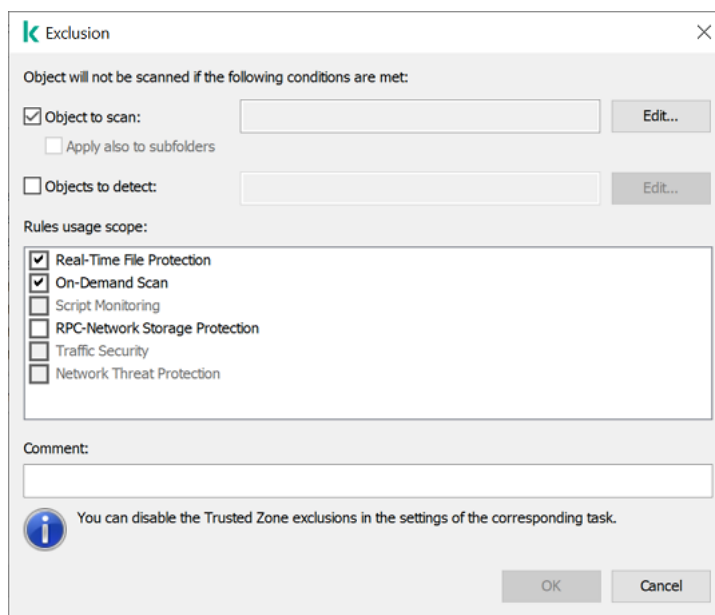 Exclusion
Object will not be scanned if the following conditions are met:
Object to scan: Edit...
Apply also to subfolders
Objects to detect: Edit...
Rules usage scope:
Real-Time File Protection
On-Demand Scan
Script Monitoring
RPC-Network Storage Protection
Traffic Security
Network Threat Protection
Comment:
You can disable the Trusted Zone exclusions in the settings of the corresponding task.
OK Cancel